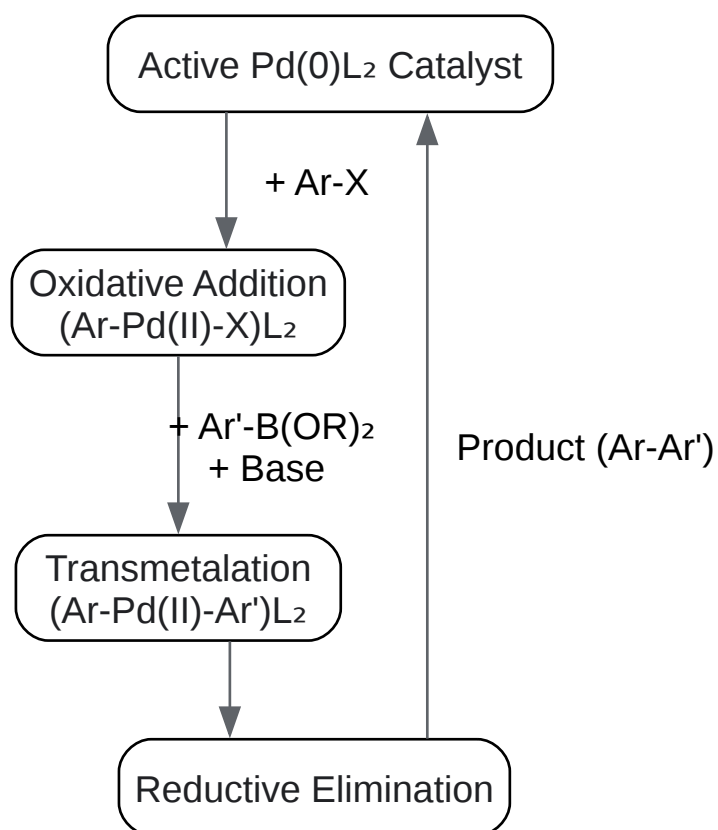 Active Pd(0)L₂ Catalyst
+ Ar-X
Oxidative Addition
(Ar-Pd(II)-X)L₂
+ Ar'-B(OR)₂
+ Base
Product (Ar-Ar')
Transmetalation
(Ar-Pd(II)-Ar')L₂
Reductive Elimination